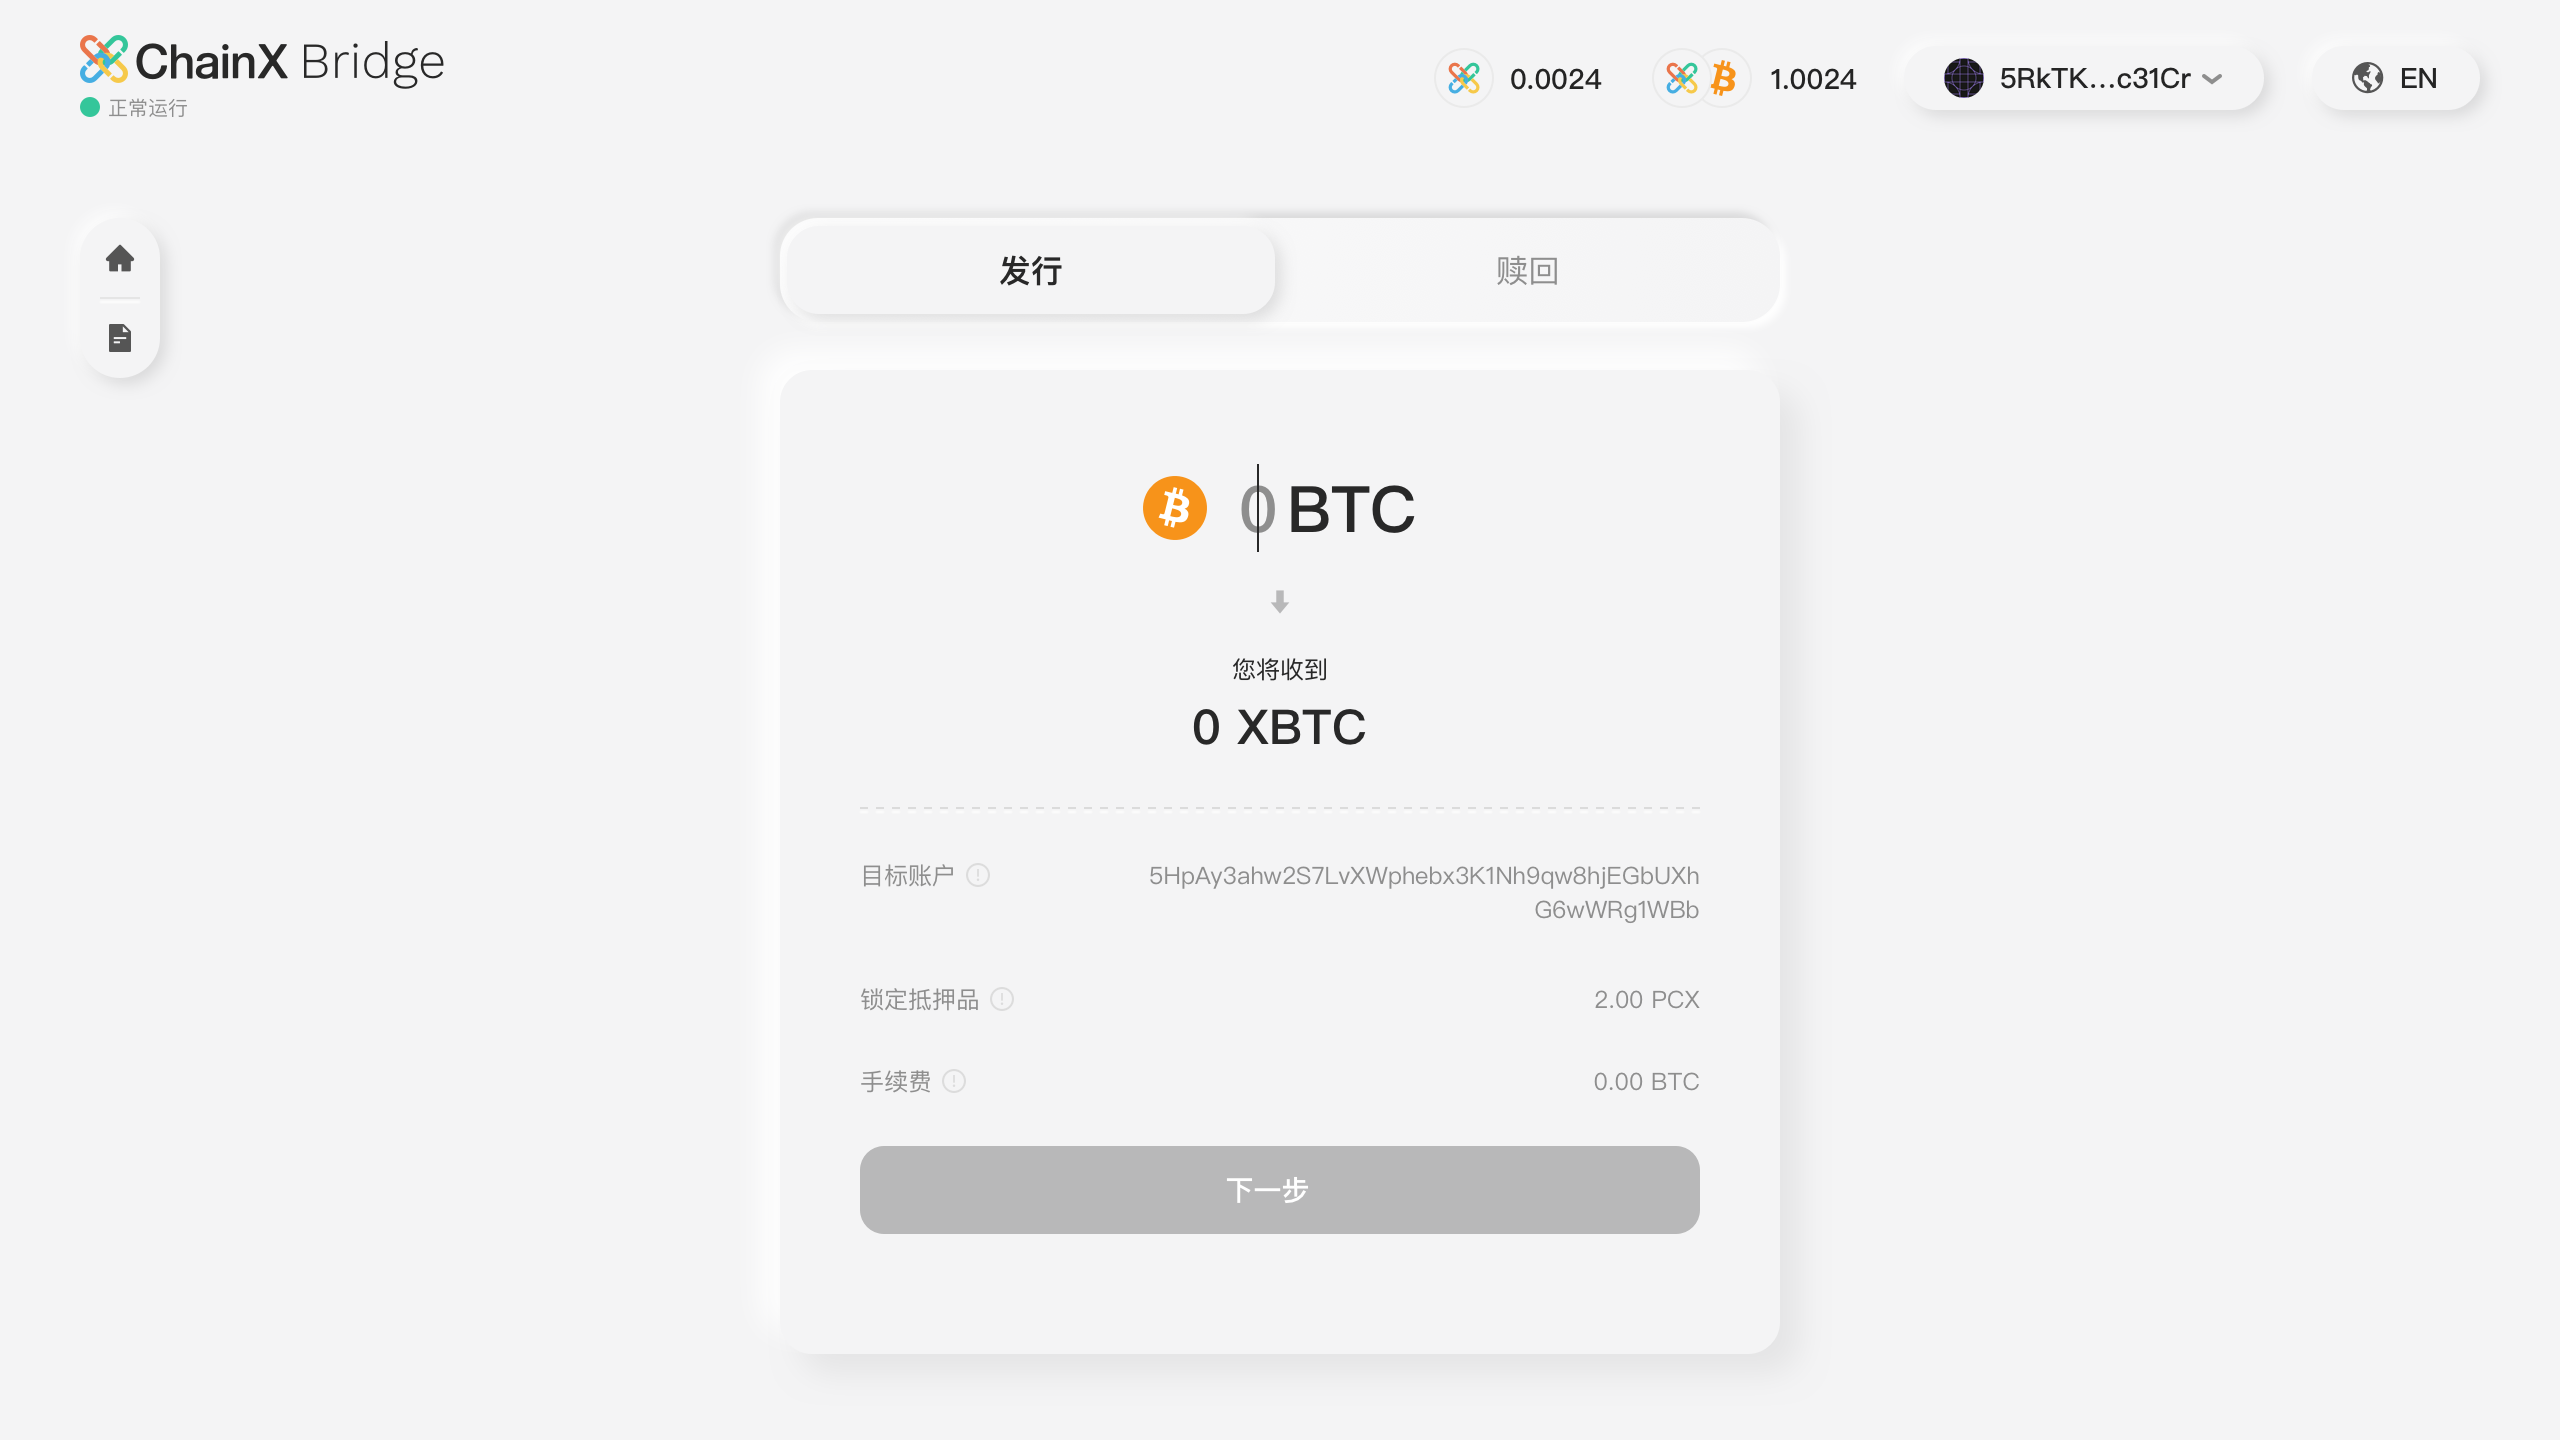 ChainX Bridge
正常运行
0.0024
1.0024
5RkTK...c31Cr
EN
发行
赎回
0 BTC
您将收到
0 XBTC
目标账户
5HpAy3ahw2S7LvXWphebx3K1Nh9qw8hjEGbUXh
G6wWRg1WBb
锁定抵押品
2.00 PCX
手续费
0.00 BTC
下一步